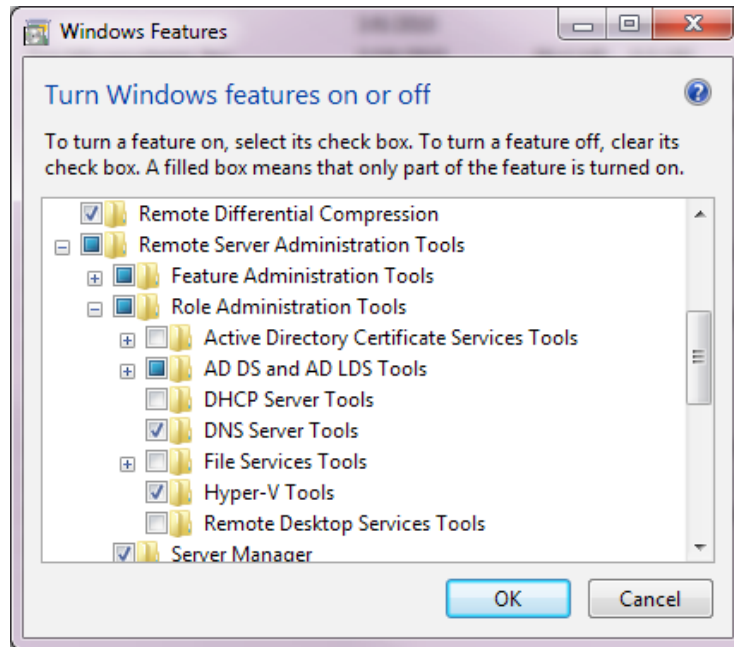 Windows Features
Turn Windows features on or off
To turn a feature on, select its check box. To turn a feature off, clear its
check box. A filled box means that only part of the feature is turned on.
Remote Differential Compression
Remote Server Administration Tools
Feature Administration Tools
Role Administration Tools
Active Directory Certificate Services Tools
AD DS and AD LDS Tools
DHCP Server Tools
DNS Server Tools
File Services Tools
Hyper-V Tools
Remote Desktop Services Tools
Server Manager
OK Cancel